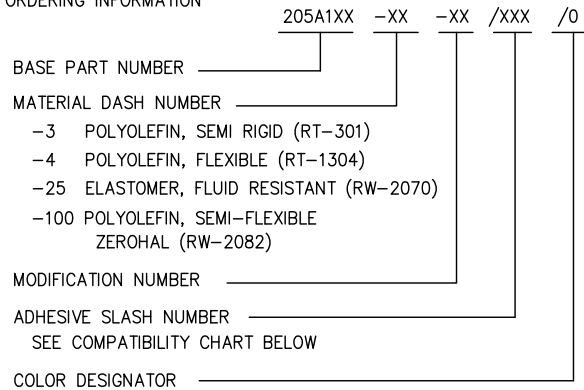 ORDERING INFORMATION
205A1XX -XX -XX /XXX /0
BASE PART NUMBER
MATERIAL DASH NUMBER
-3 POLYOLEFIN, SEMI RIGID (RT-301)
-4 POLYOLEFIN, FLEXIBLE (RT-1304)
-25 ELASTOMER, FLUID RESISTANT (RW-2070)
-100 POLYOLEFIN, SEMI-FLEXIBLE
ZEROHAL (RW-2082)
MODIFICATION NUMBER
ADHESIVE SLASH NUMBER
SEE COMPATIBILITY CHART BELOW
COLOR DESIGNATOR